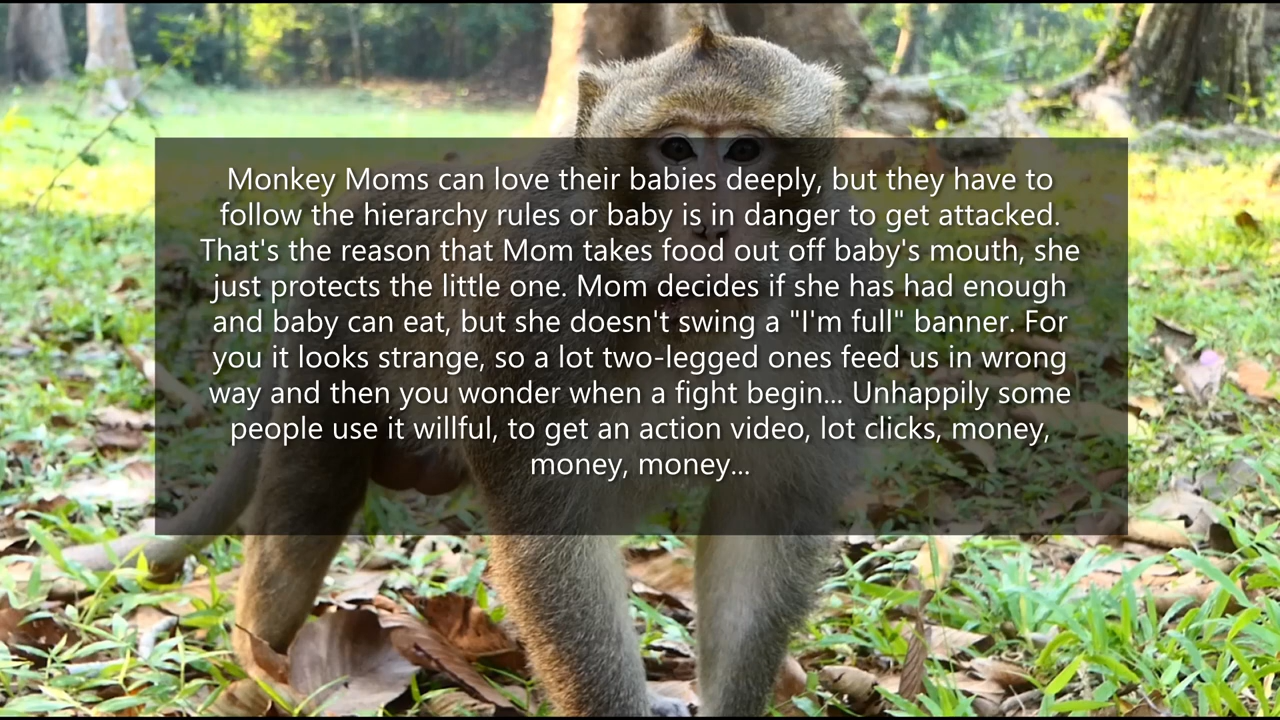 Monkey Moms can love their babies deeply, but they have to
follow the hierarchy rules or baby is in danger to get attacked.
That's the reason that Mom takes food out off baby's mouth, she
just protects the little one. Mom decides if she has had enough
and baby can eat, but she doesn't swing a "I'm full" banner. For
you it looks strange, so a lot two-legged ones feed us in wrong
way and then you wonder when a fight begin... Unhappily some
people use it willful, to get an action video, lot clicks, money,
money, money...